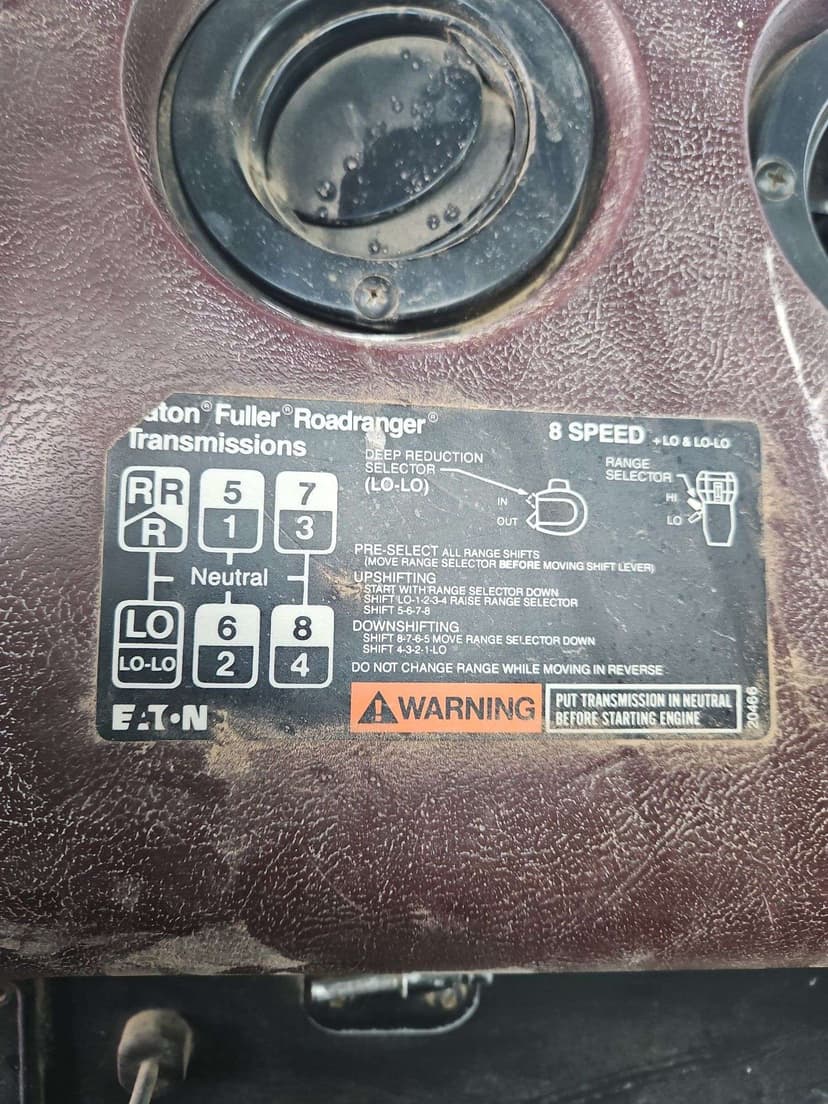 aton® Fuller® Roadranger®
Transmissions
8 SPEED +LO & LO-LO
DEEP REDUCTION
SELECTOR
(LO-LO)
IN
OUT
RANGE
SELECTOR
HI
LO
R R 5 7
R 1 3
Neutral
LO 6 8
LO-LO 2 4
PRE-SELECT ALL RANGE SHIFTS
(MOVE RANGE SELECTOR BEFORE MOVING SHIFT LEVER)
UPSHIFTING
START WITH RANGE SELECTOR DOWN
SHIFT LO-1-2-3-4 RAISE RANGE SELECTOR
SHIFT 5-6-7-8
DOWNSHIFTING
SHIFT 8-7-6-5 MOVE RANGE SELECTOR DOWN
SHIFT 4-3-2-1-LO
DO NOT CHANGE RANGE WHILE MOVING IN REVERSE
EATON
WARNING
PUT TRANSMISSION IN NEUTRAL
BEFORE STARTING ENGINE
20466